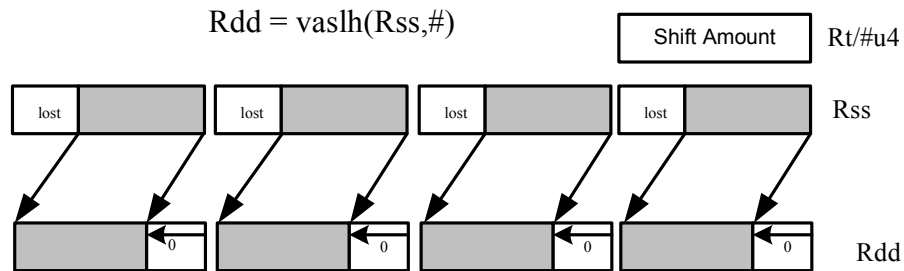 Rdd = vaslh(Rss,#)
Shift Amount Rt/#u4
lost lost lost lost Rss
0 0 0 0
Rdd